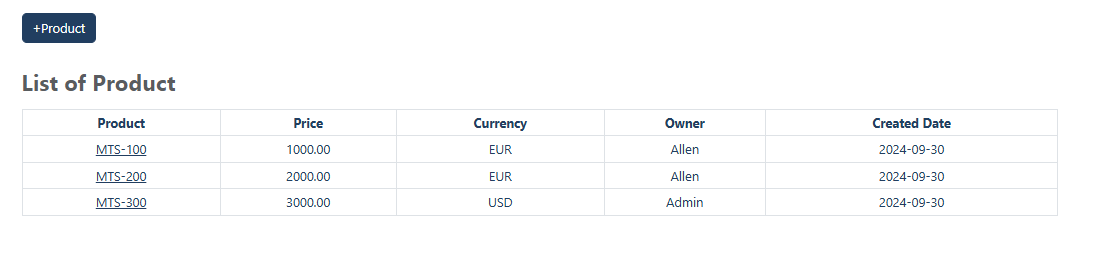 +Product
List of Product
Product Price Currency Owner Created Date
MTS-100 1000.00 EUR Allen 2024-09-30
MTS-200 2000.00 EUR Allen 2024-09-30
MTS-300 3000.00 USD Admin 2024-09-30